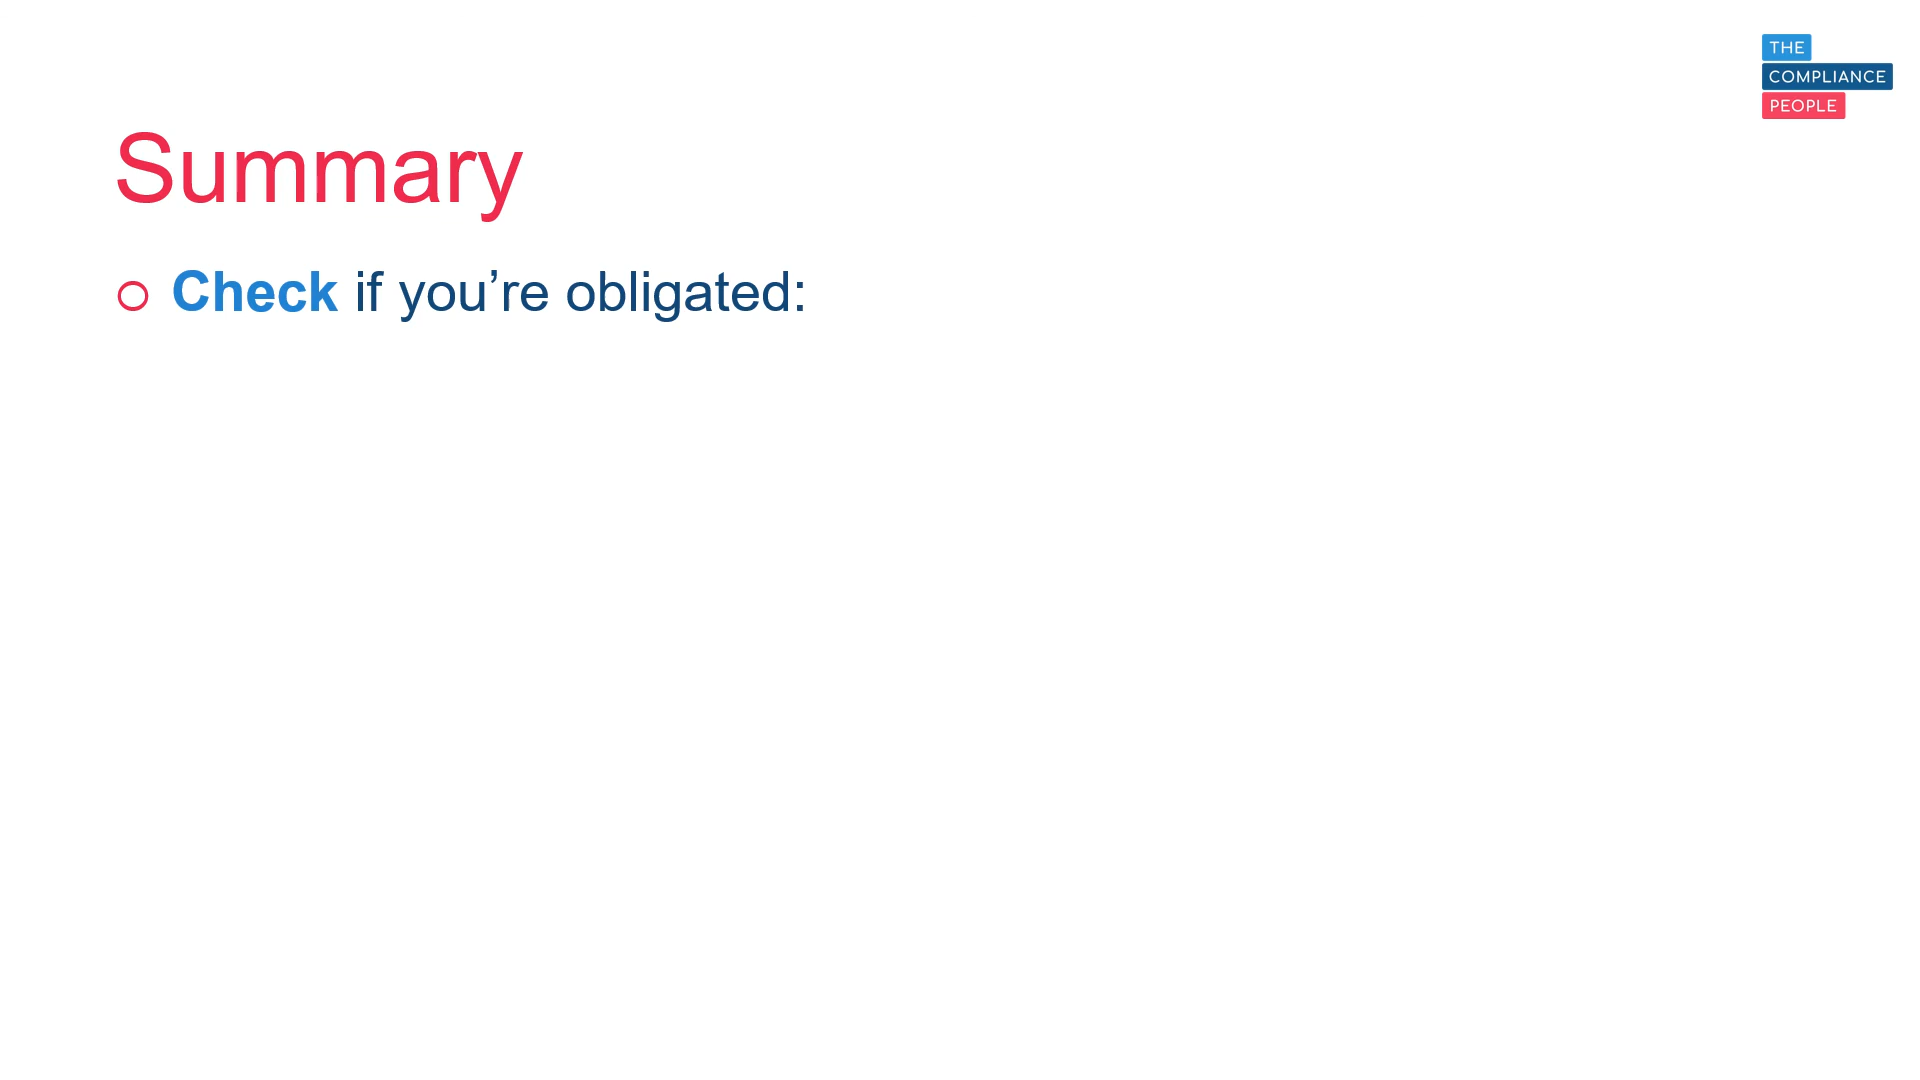 THE
COMPLIANCE
PEOPLE
Summary
Check if you’re obligated: